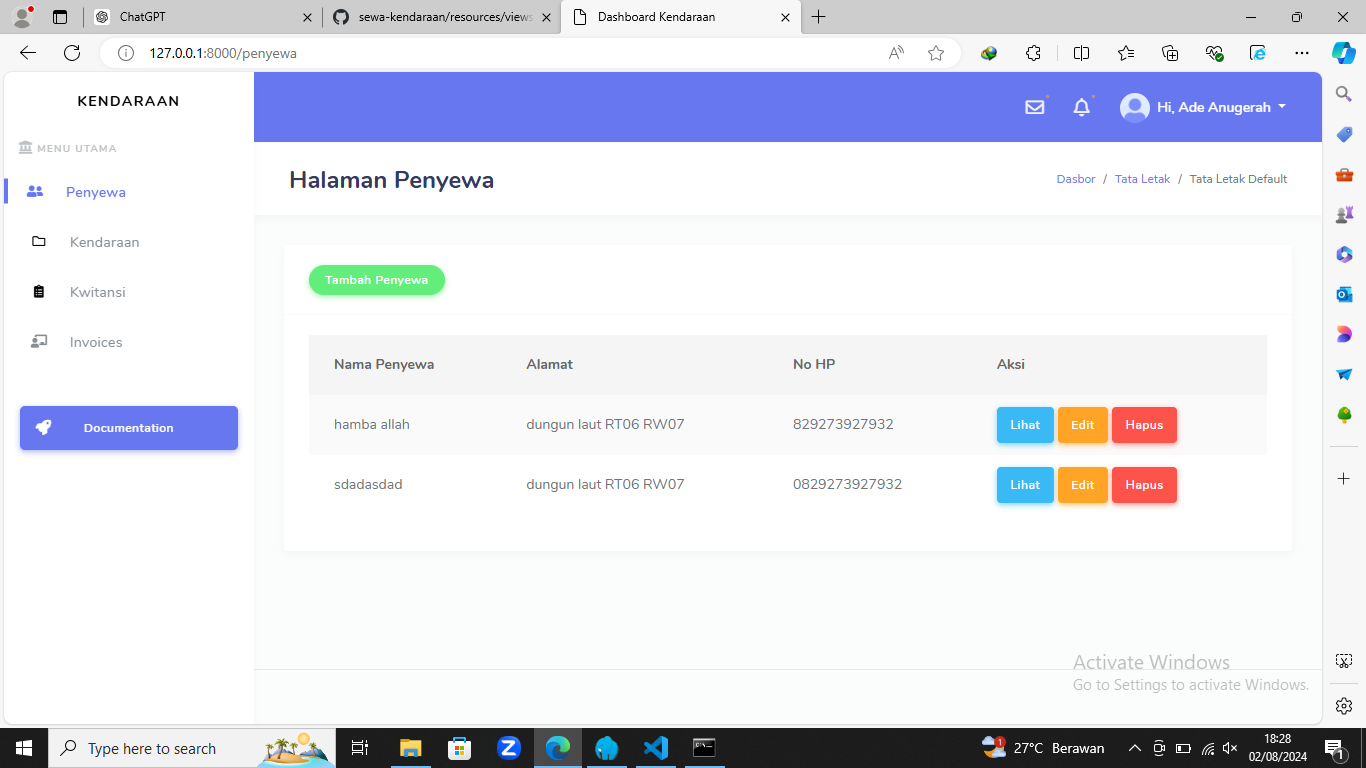 ChatGPT
sewa-kendaraan/resources/views
Dashboard Kendaraan
127.0.0.1:8000/penyewa
KENDARAAN
Hi, Ade Anugerah
MENU UTAMA
Penyewa
Kendaraan
Kwitansi
Invoices
Documentation
Halaman Penyewa
Dasbor / Tata Letak / Tata Letak Default
Tambah Penyewa
Nama Penyewa Alamat No HP Aksi
hamba allah dungun laut RT06 RW07 829273927932 Lihat Edit Hapus
sdadasdad dungun laut RT06 RW07 0829273927932 Lihat Edit Hapus
Activate Windows
Go to Settings to activate Windows.
Type here to search
27°C Berawan
18:28
02/08/2024